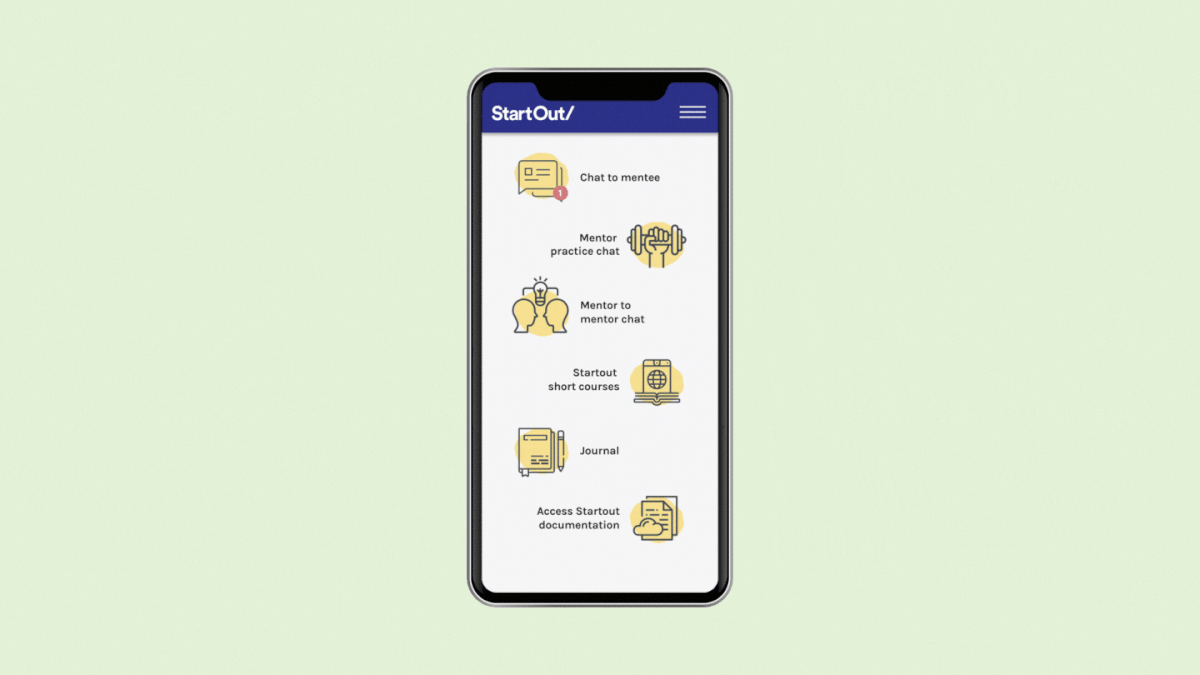 StartOut/
Chat to mentee
1
Mentor
practice chat
Mentor to
mentor chat
Startout
short courses
Journal
Access Startout
documentation